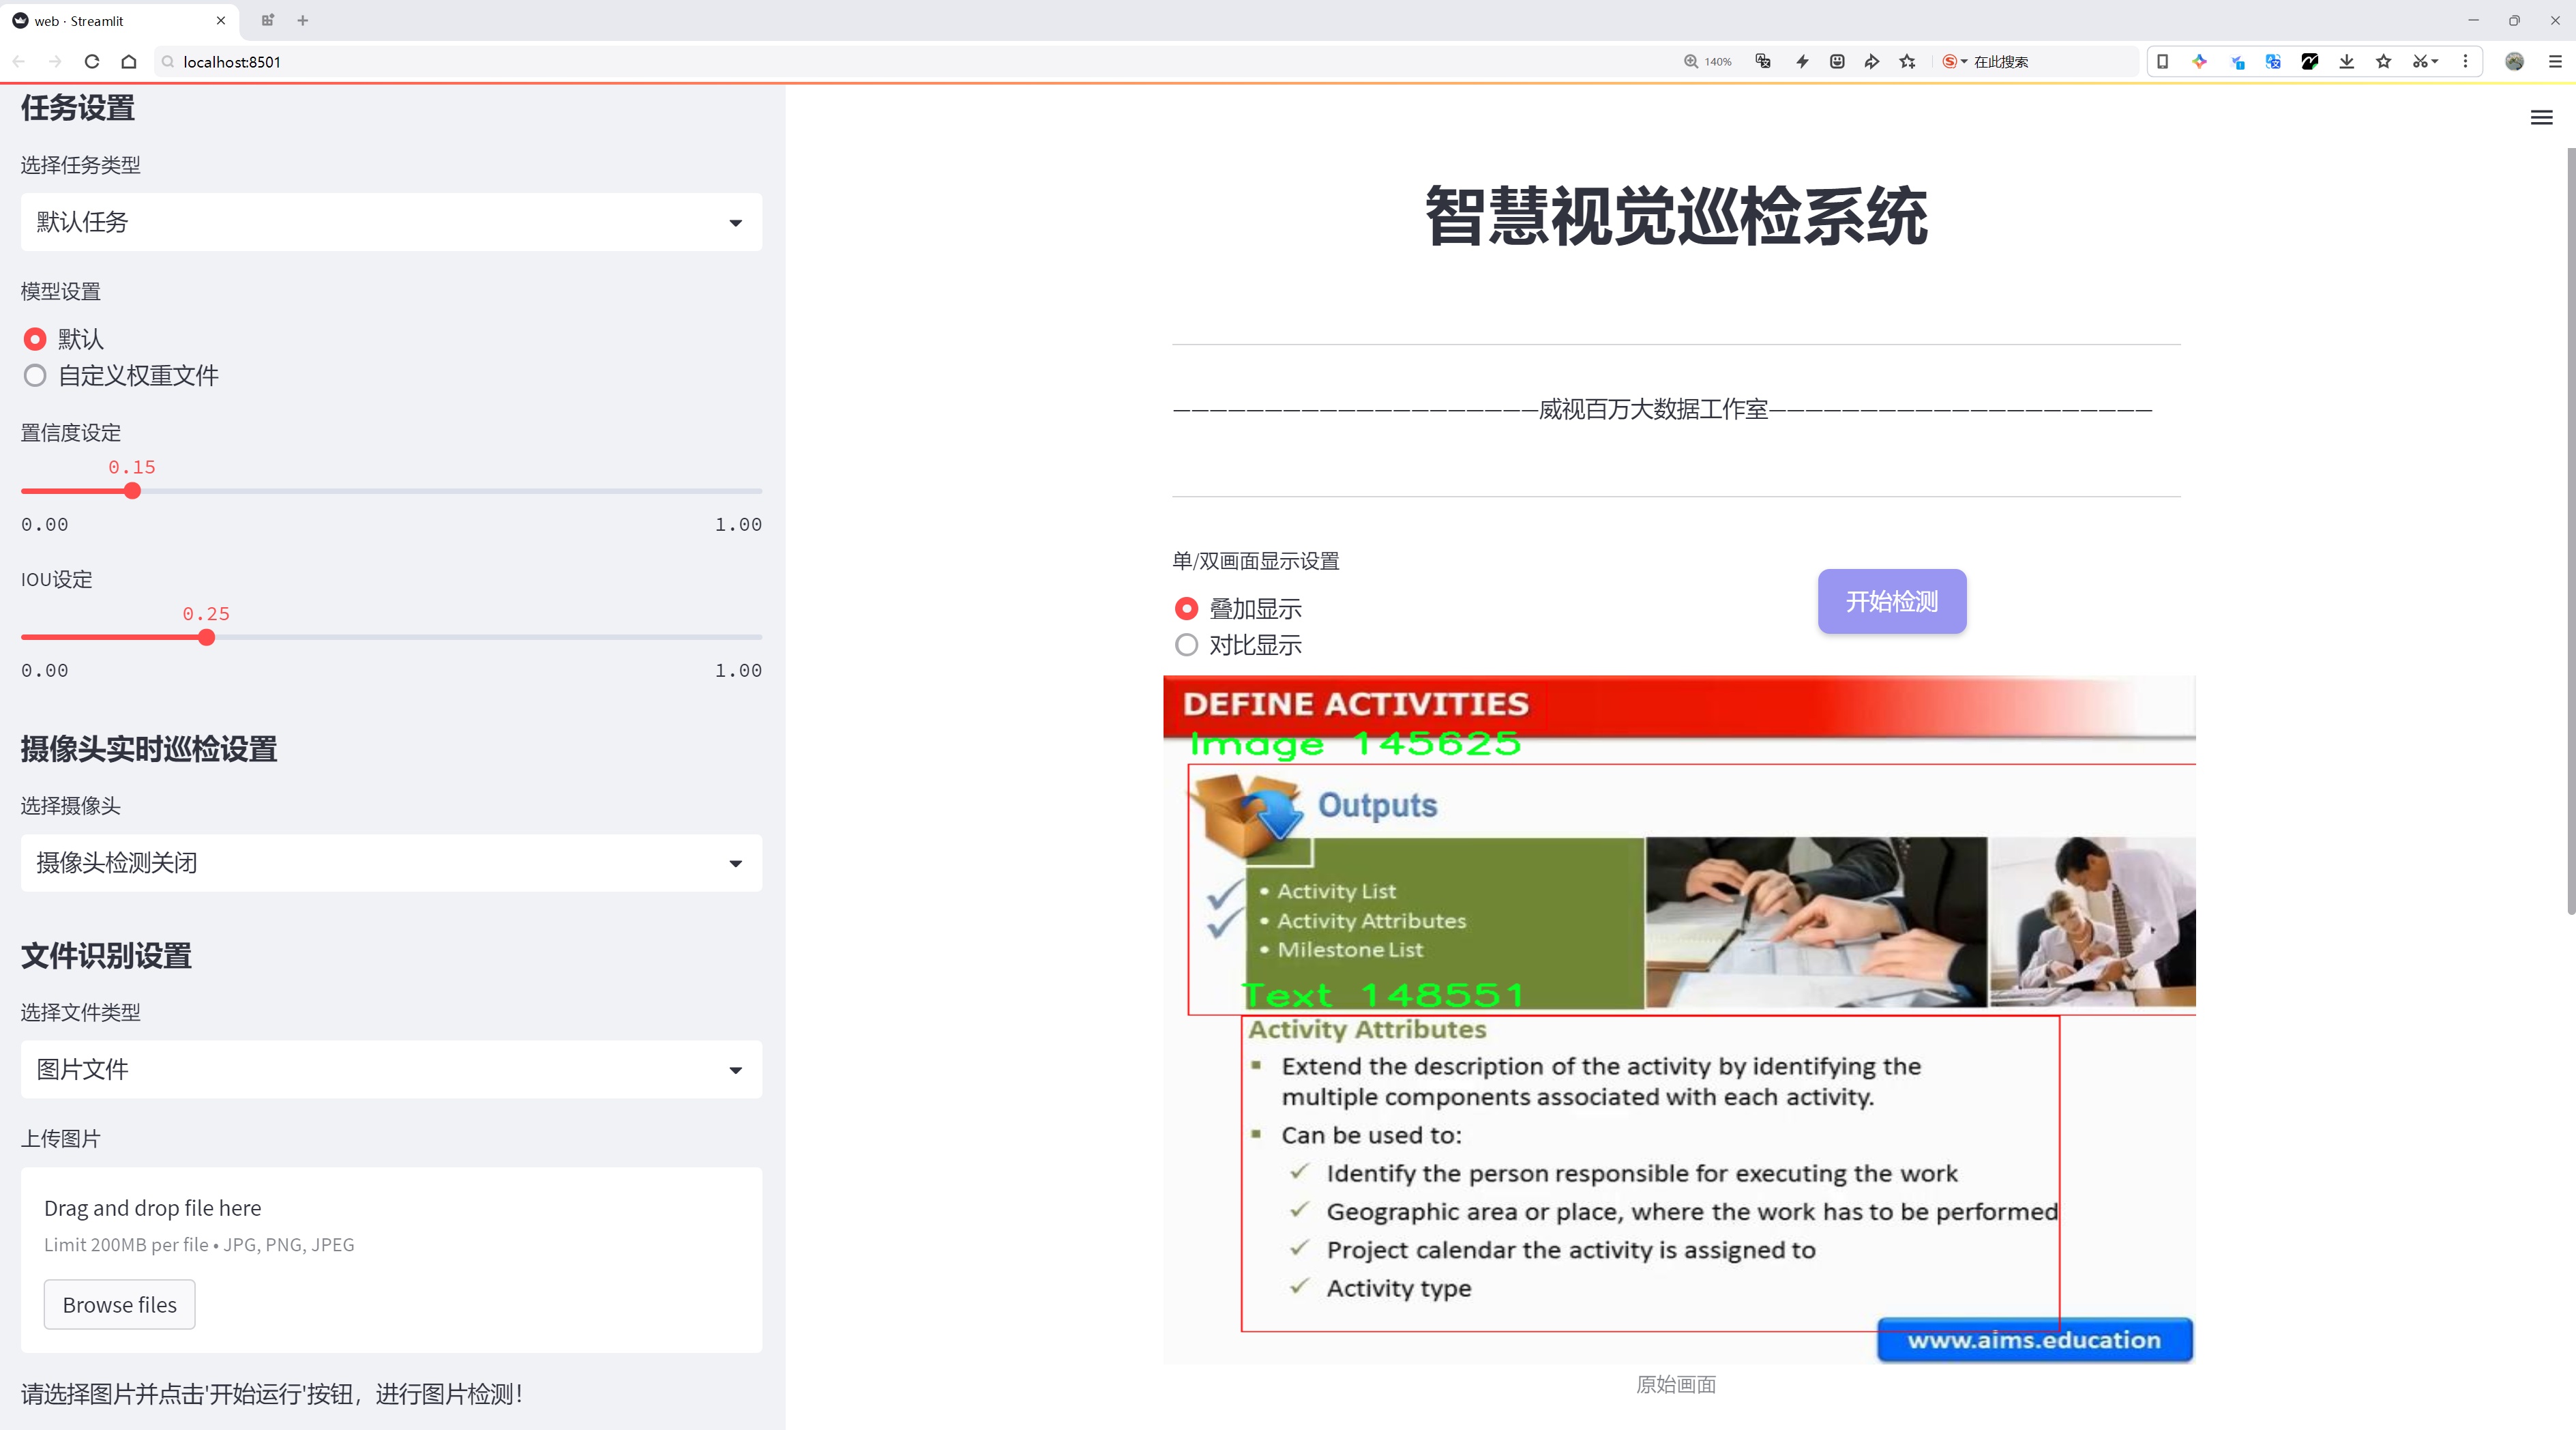 web · Streamlit
localhost:8501
140%
在此搜索
任务设置
选择任务类型
默认任务
模型设置
默认
自定义权重文件
置信度设定
0.15
0.00
1.00
IOU设定
0.25
0.00
1.00
摄像头实时巡检设置
选择摄像头
摄像头检测关闭
文件识别设置
选择文件类型
图片文件
上传图片
Drag and drop file here
Limit 200MB per file • JPG, PNG, JPEG
Browse files
请选择图片并点击'开始运行'按钮，进行图片检测！
智慧视觉巡检系统
————————————————————威视百万大数据工作室—————————————————————
单/双画面显示设置
叠加显示
对比显示
开始检测
DEFINE ACTIVITIES
Image 145625
Outputs
• Activity List
• Activity Attributes
• Milestone List
Text 148551
Activity Attributes
▪ Extend the description of the activity by identifying the
multiple components associated with each activity.
▪ Can be used to:
✓ Identify the person responsible for executing the work
✓ Geographic area or place, where the work has to be performed
✓ Project calendar the activity is assigned to
✓ Activity type
www.aims.education
原始画面